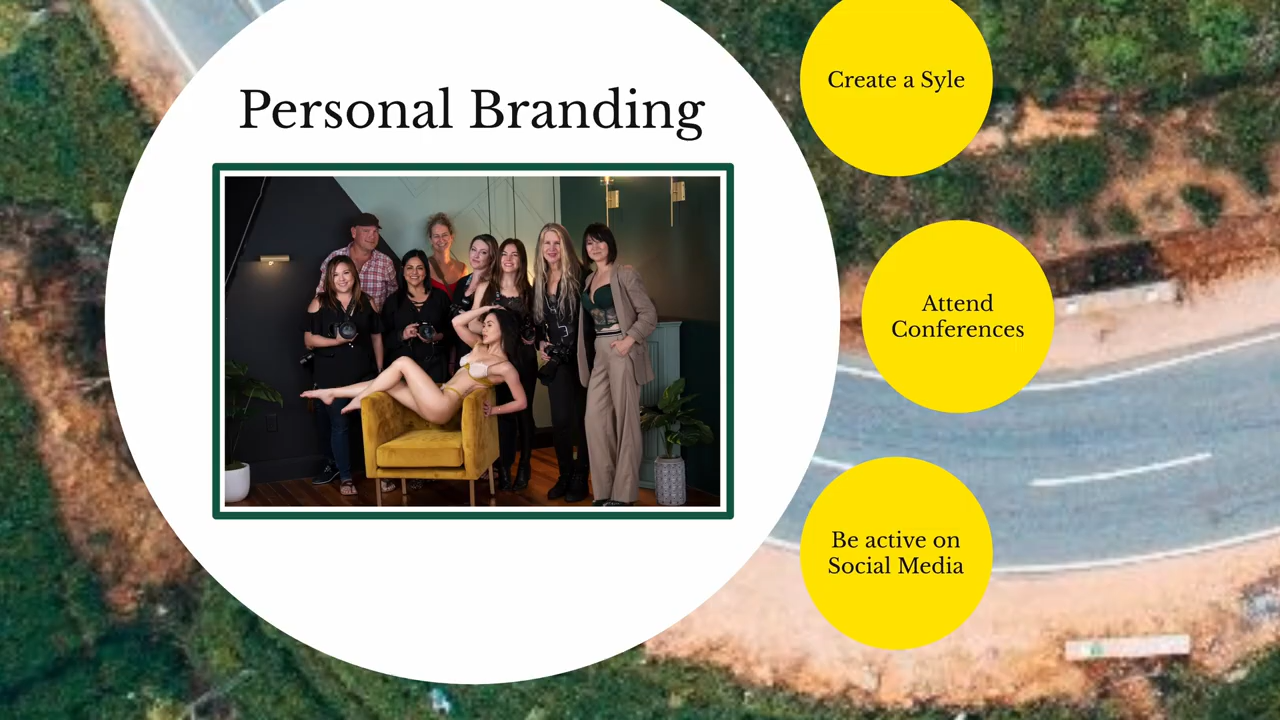 Personal Branding
Create a Syle
Attend
Conferences
Be active on
Social Media